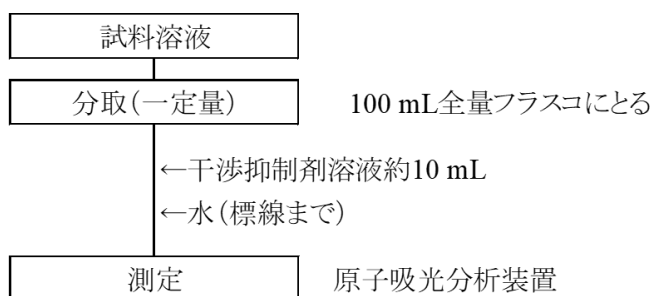 試料溶液
分取(一定量) 100 mL全量フラスコにとる
←干渉抑制剤溶液約10 mL
←水(標線まで)
測定 原子吸光分析装置